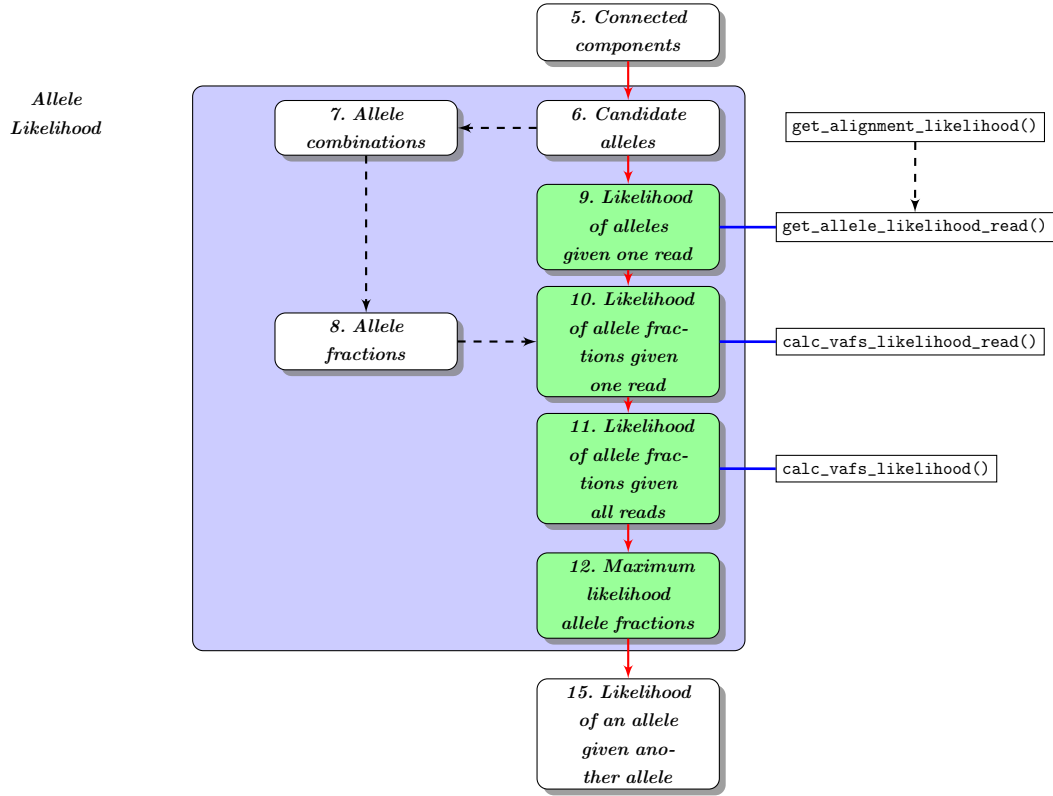 5. Connected
components
Allele
Likelihood
7. Allele
combinations
6. Candidate
alleles
get_alignment_likelihood()
9. Likelihood
of alleles
given one read
get_allele_likelihood_read()
8. Allele
fractions
10. Likelihood
of allele frac-
tions given
one read
calc_vafs_likelihood_read()
11. Likelihood
of allele frac-
tions given
all reads
calc_vafs_likelihood()
12. Maximum
likelihood
allele fractions
15. Likelihood
of an allele
given ano-
ther allele